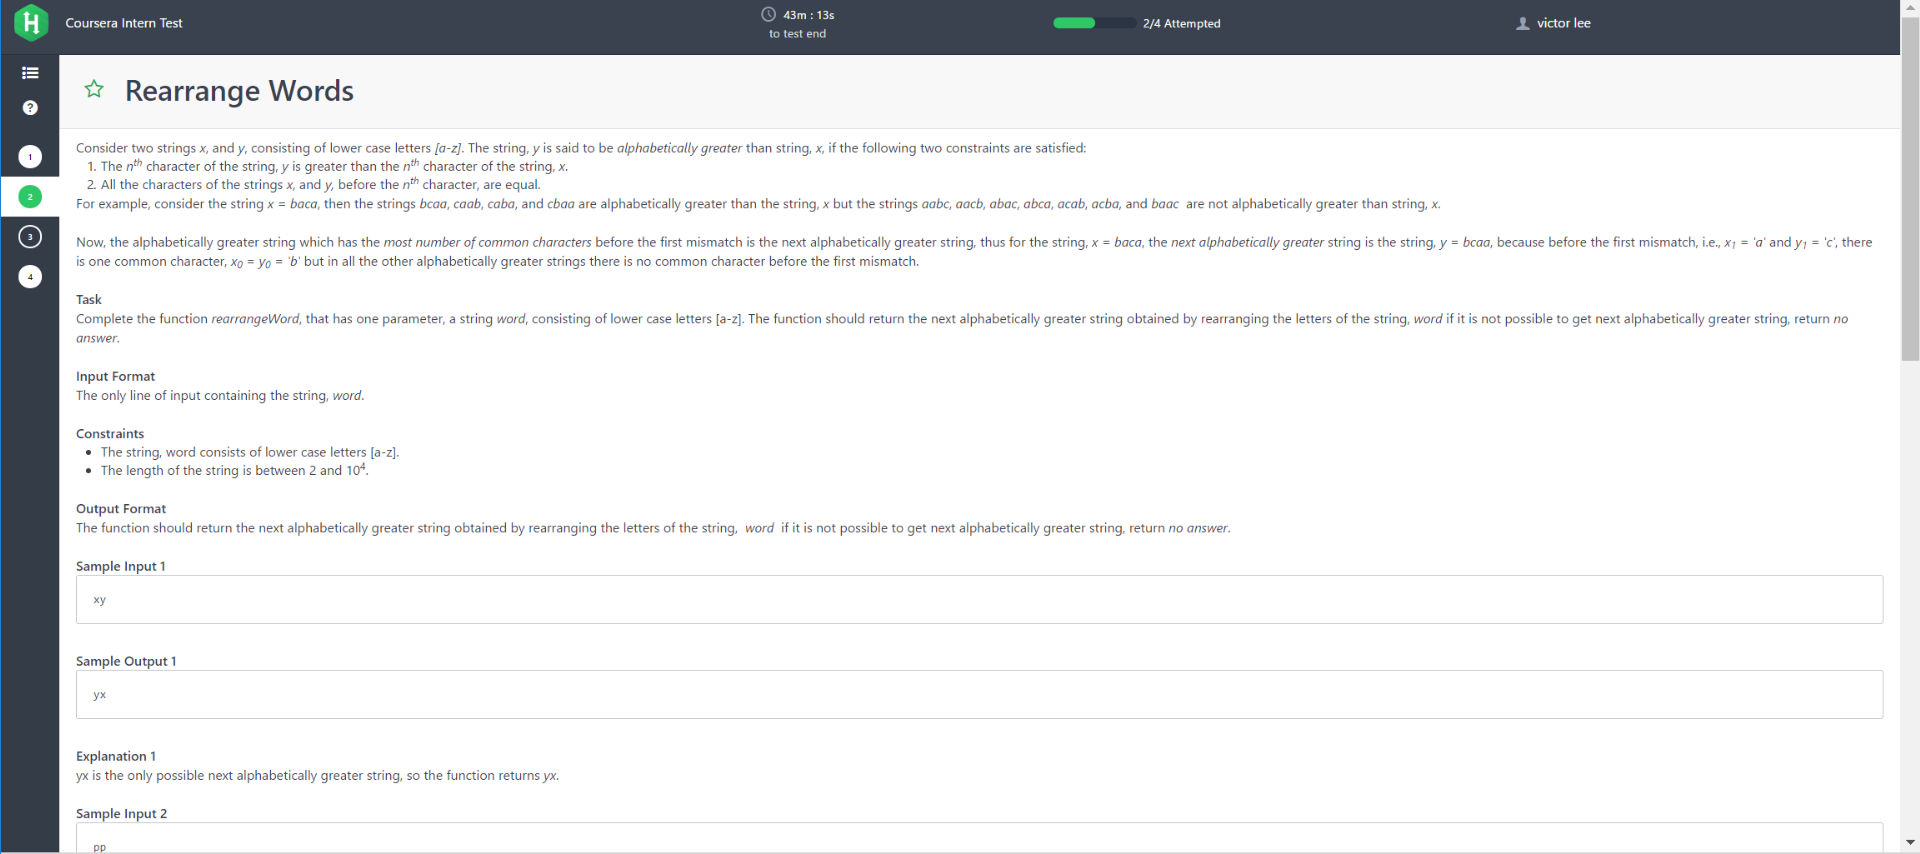 Coursera Intern Test
43m : 13s
to test end
2/4 Attempted
victor lee
Rearrange Words
1
2
3
4
Consider two strings x, and y, consisting of lower case letters [a-z]. The string, y is said to be alphabetically greater than string, x, if the following two constraints are satisfied:
1. The nth character of the string, y is greater than the nth character of the string, x.
2. All the characters of the strings x, and y, before the nth character, are equal.
For example, consider the string x = baca, then the strings bcaa, caab, caba, and cbaa are alphabetically greater than the string, x but the strings aabc, aacb, abac, abca, acab, acba, and baac are not alphabetically greater than string, x.
Now, the alphabetically greater string which has the most number of common characters before the first mismatch is the next alphabetically greater string, thus for the string, x = baca, the next alphabetically greater string is the string, y = bcaa, because before the first mismatch, i.e., x1 = 'a' and y1 = 'c', there
is one common character, x0 = y0 = 'b' but in all the other alphabetically greater strings there is no common character before the first mismatch.
Task
Complete the function rearrangeWord, that has one parameter, a string word, consisting of lower case letters [a-z]. The function should return the next alphabetically greater string obtained by rearranging the letters of the string, word if it is not possible to get next alphabetically greater string, return no
answer.
Input Format
The only line of input containing the string, word.
Constraints
• The string, word consists of lower case letters [a-z].
• The length of the string is between 2 and 10⁴.
Output Format
The function should return the next alphabetically greater string obtained by rearranging the letters of the string, word if it is not possible to get next alphabetically greater string, return no answer.
Sample Input 1
xy
Sample Output 1
yx
Explanation 1
yx is the only possible next alphabetically greater string, so the function returns yx.
Sample Input 2
pp